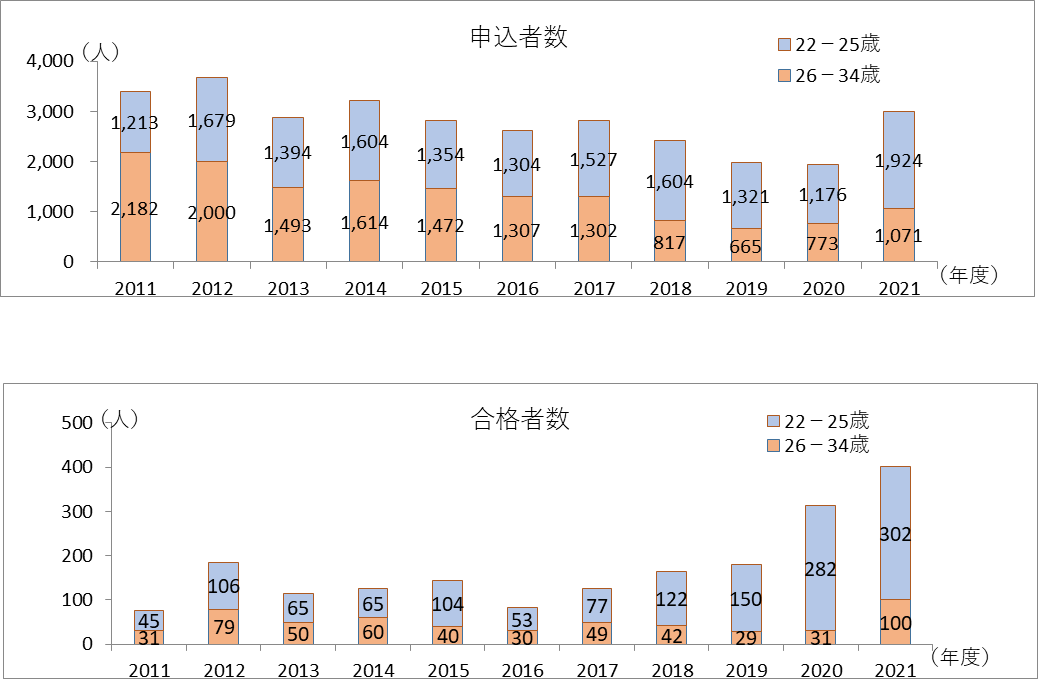 申込者数
(人)
22－25歳
26－34歳
4,000
3,000
2,000
1,000
0
1,213 1,679 1,394 1,604 1,354 1,304 1,527 1,604 1,321 1,176 1,924
2,182 2,000 1,493 1,614 1,472 1,307 1,302 817 665 773 1,071
2011 2012 2013 2014 2015 2016 2017 2018 2019 2020 2021
(年度)
合格者数
(人)
22－25歳
26－34歳
500
400
300
200
100
0
45 106 65 65 104 53 77 122 150 282 302
31 79 50 60 40 30 49 42 29 31 100
2011 2012 2013 2014 2015 2016 2017 2018 2019 2020 2021
(年度)